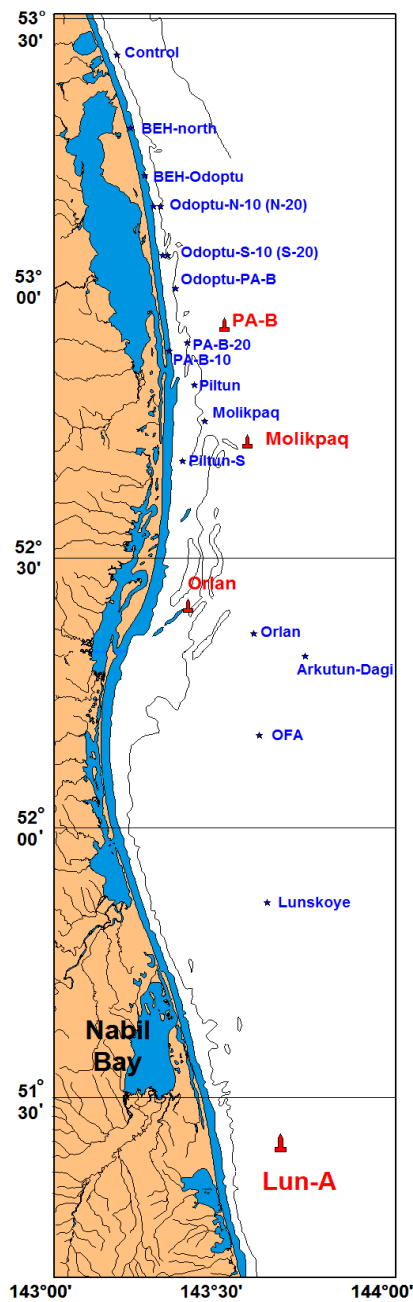 53°
30'
Control
BEH-north
BEH-Odoptu
Odoptu-N-10 (N-20)
Odoptu-S-10 (S-20)
53°
00'
Odoptu-PA-B
PA-B
PA-B-20
PA-B-10
Piltun
Molikpaq
Molikpaq
Piltun-S
52°
30'
Orlan
Orlan
Arkutun-Dagi
OFA
52°
00'
Lunskoye
Nabil
Bay
51°
30'
Lun-A
143°00'
143°30'
144°00'